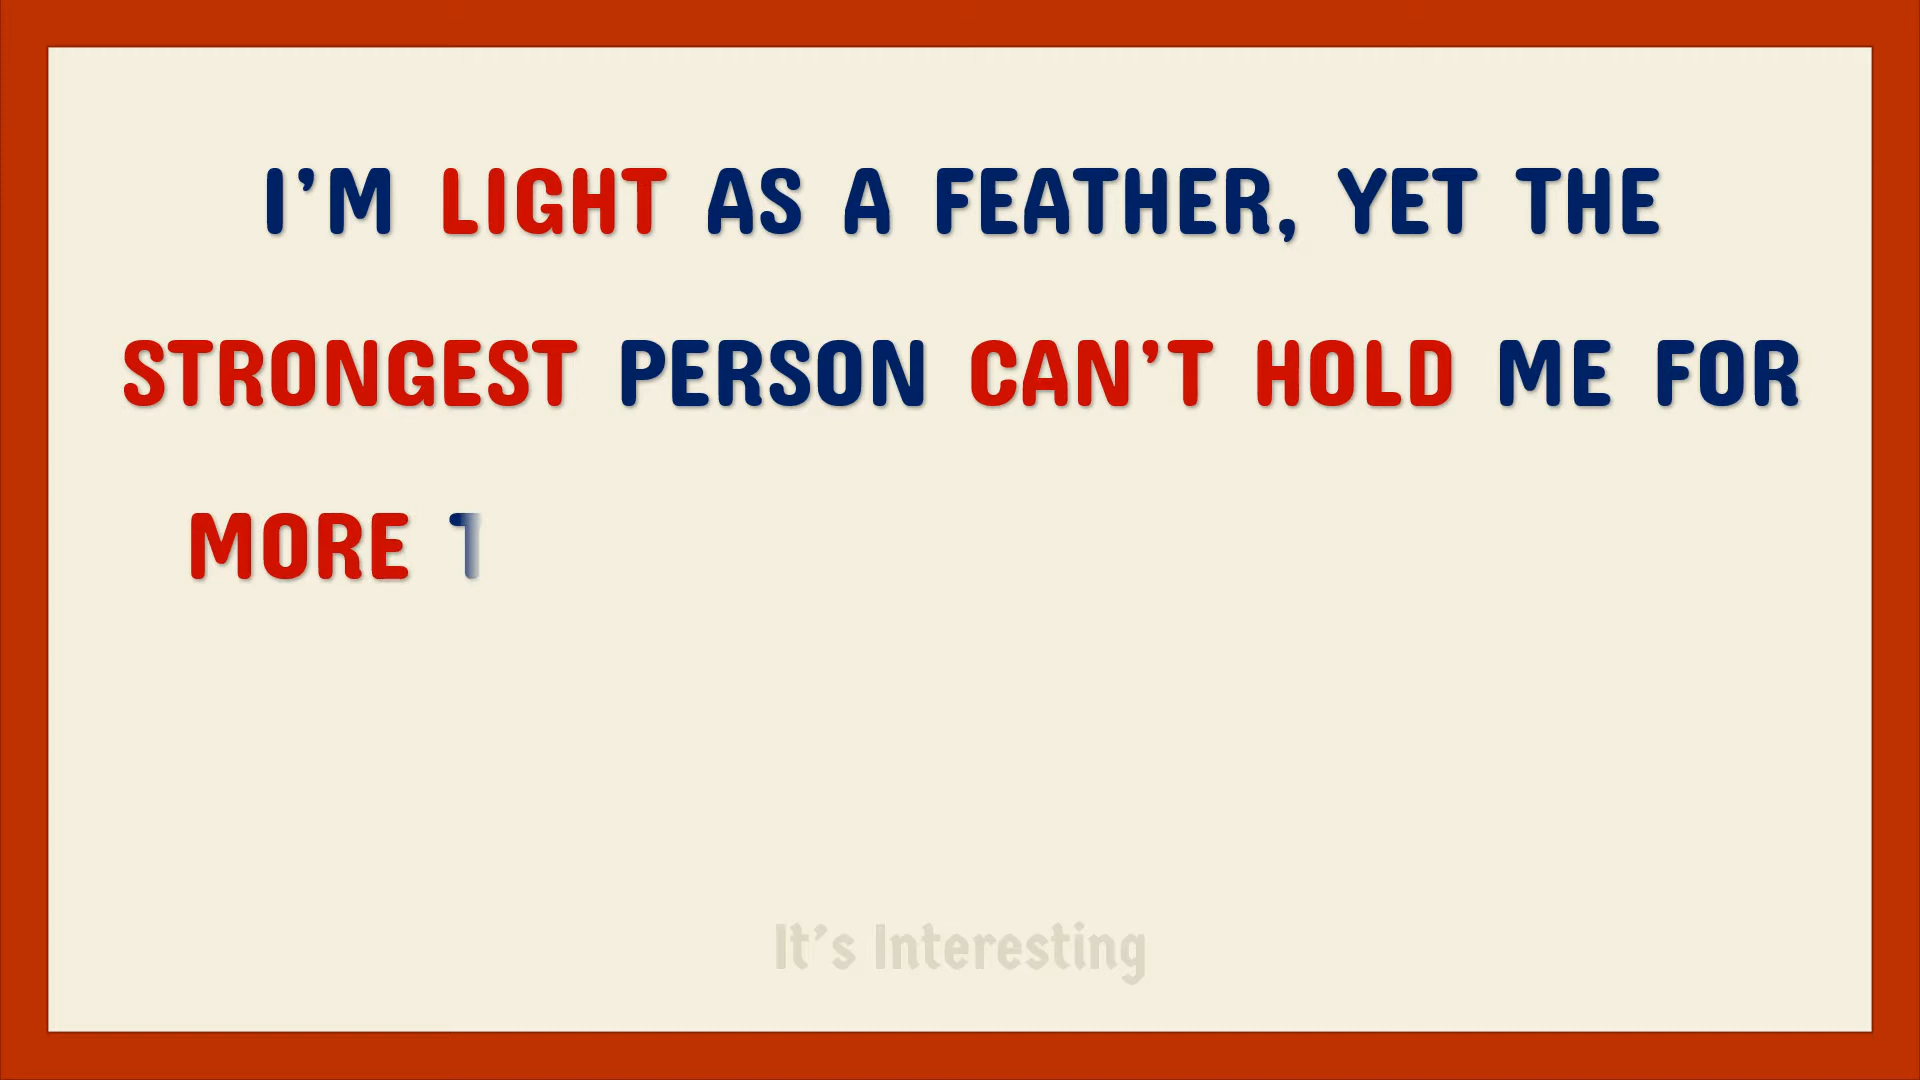 I'M LIGHT AS A FEATHER, YET THE
STRONGEST PERSON CAN'T HOLD ME FOR
MORE
It's Interesting